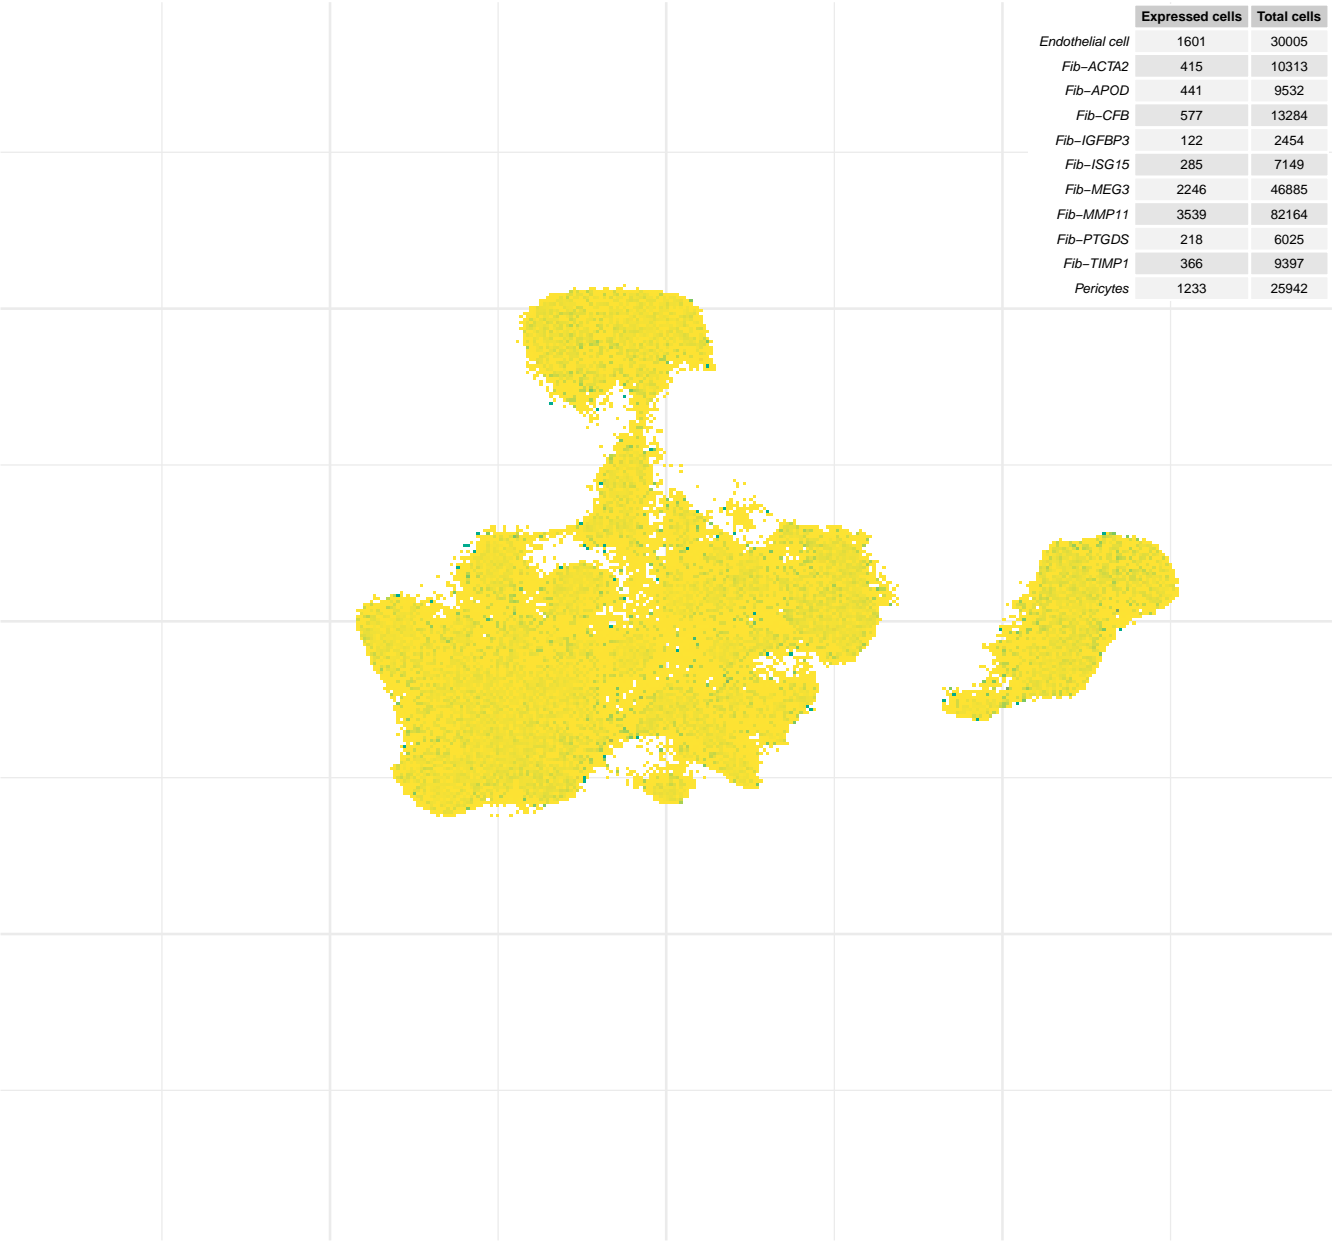 Expressed cells Total cells
Endothelial cell 1601 30005
Fib−ACTA2 415 10313
Fib−APOD 441 9532
Fib−CFB 577 13284
Fib−IGFBP3 122 2454
Fib−ISG15 285 7149
Fib−MEG3 2246 46885
Fib−MMP11 3539 82164
Fib−PTGDS 218 6025
Fib−TIMP1 366 9397
Pericytes 1233 25942